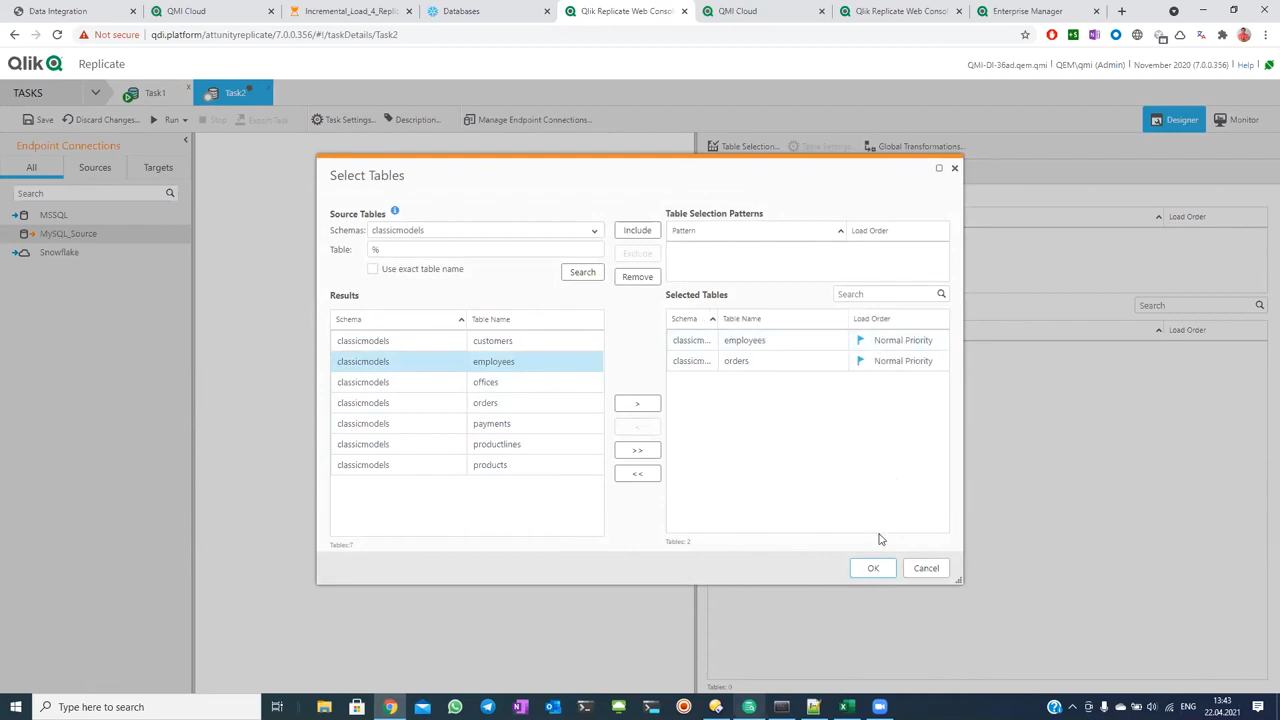 Data Integration
QMI Cloud
Incremental_Load_4_Replic
Databases
Qlik Replicate Web Consol
QMI Cloud
Qlik Replicate Web Consol
Enterprise Manager
Not secure | qdi.platform/attunityreplicate/7.0.0.356/#!/taskDetails/Task2
Qlik Replicate
QMI-DI-36ad.qem.qmi | QEM\qmi (Admin) | November 2020 (7.0.0.356) | Help
TASKS
Task1
Task2
Save
Discard Changes...
Run
Stop
Export Task
Task Settings...
Description...
Manage Endpoint Connections...
Designer
Monitor
Endpoint Connections
All
Sources
Targets
Search
MSSQL
MySQL_Source
Snowflake
Table Selection...
Table Settings...
Global Transformations...
Load Order
Search
Load Order
Tables: 0
Select Tables
Source Tables
Schemas: classicmodels
Table: %
Use exact table name
Search
Include
Exclude
Remove
Results
Schema Table Name
classicmodels customers
classicmodels employees
classicmodels offices
classicmodels orders
classicmodels payments
classicmodels productlines
classicmodels products
Tables:7
>
<
>>
<<
Table Selection Patterns
Pattern Load Order
Selected Tables
Search
Schema Table Name Load Order
classicm... employees Normal Priority
classicm... orders Normal Priority
Tables: 2
OK
Cancel
Type here to search
13:43
22.04.2021